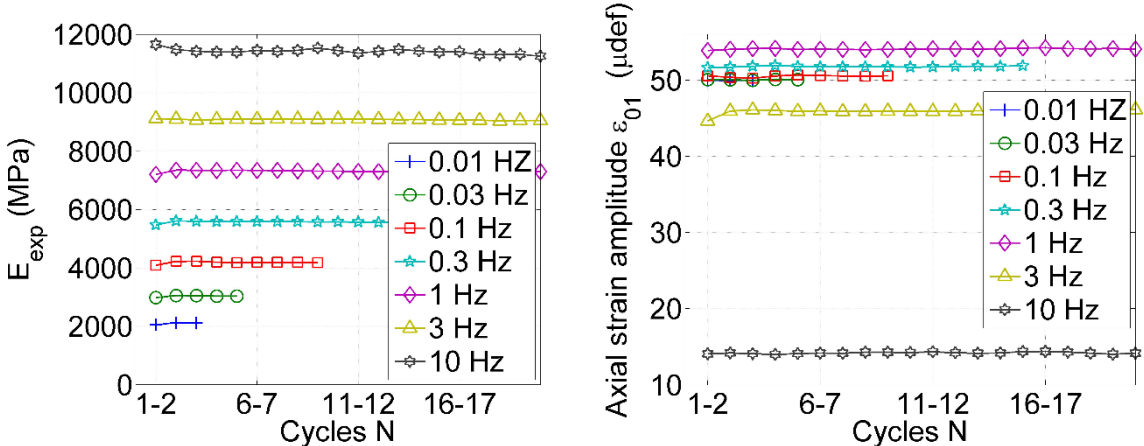 E_exp (MPa)
12000
10000
8000
6000
4000
2000
0
0.01 HZ
0.03 HZ
0.1 Hz
0.3 Hz
1 Hz
3 Hz
10 Hz
1-2 6-7 11-12 16-17
Cycles N
Axial strain amplitude ε_01 (μdef)
50
40
30
20
10
0.01 HZ
0.03 HZ
0.1 Hz
0.3 Hz
1 Hz
3 Hz
10 Hz
1-2 6-7 11-12 16-17
Cycles N